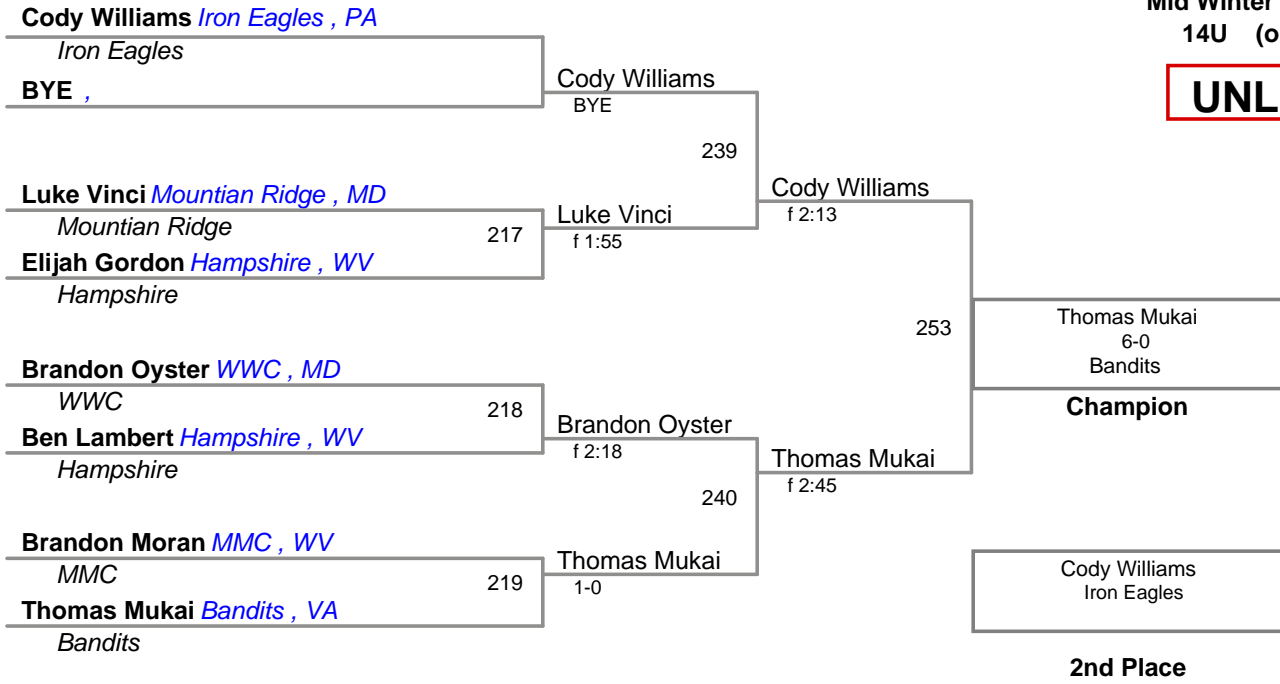 Mid Winter
14U (o
UNL
Cody Williams Iron Eagles , PA
Iron Eagles
BYE ,
Cody Williams
BYE
239
Luke Vinci Mountian Ridge , MD
Mountian Ridge
217
Elijah Gordon Hampshire , WV
Hampshire
Luke Vinci
f 1:55
Cody Williams
f 2:13
253
Brandon Oyster WWC , MD
WWC
218
Ben Lambert Hampshire , WV
Hampshire
Brandon Oyster
f 2:18
240
Thomas Mukai
f 2:45
Brandon Moran MMC , WV
MMC
219
Thomas Mukai Bandits , VA
Bandits
Thomas Mukai
1-0
Thomas Mukai
6-0
Bandits
Champion
Cody Williams
Iron Eagles
2nd Place